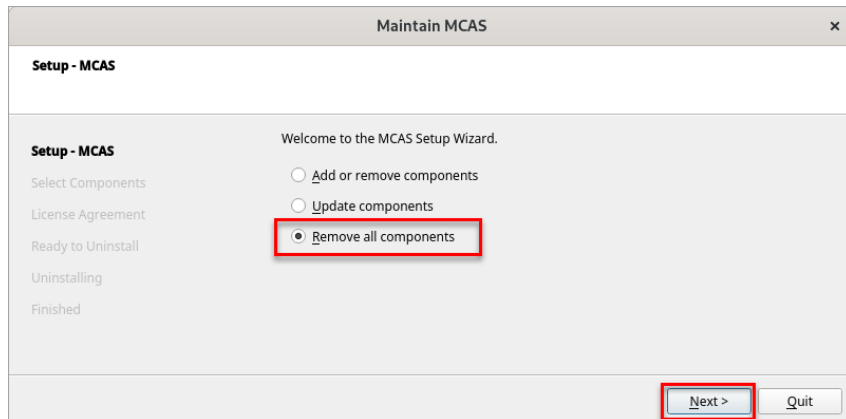 Maintain MCAS
Setup - MCAS
Setup - MCAS
Select Components
License Agreement
Ready to Uninstall
Uninstalling
Finished
Welcome to the MCAS Setup Wizard.
Add or remove components
Update components
Remove all components
Next >
Quit